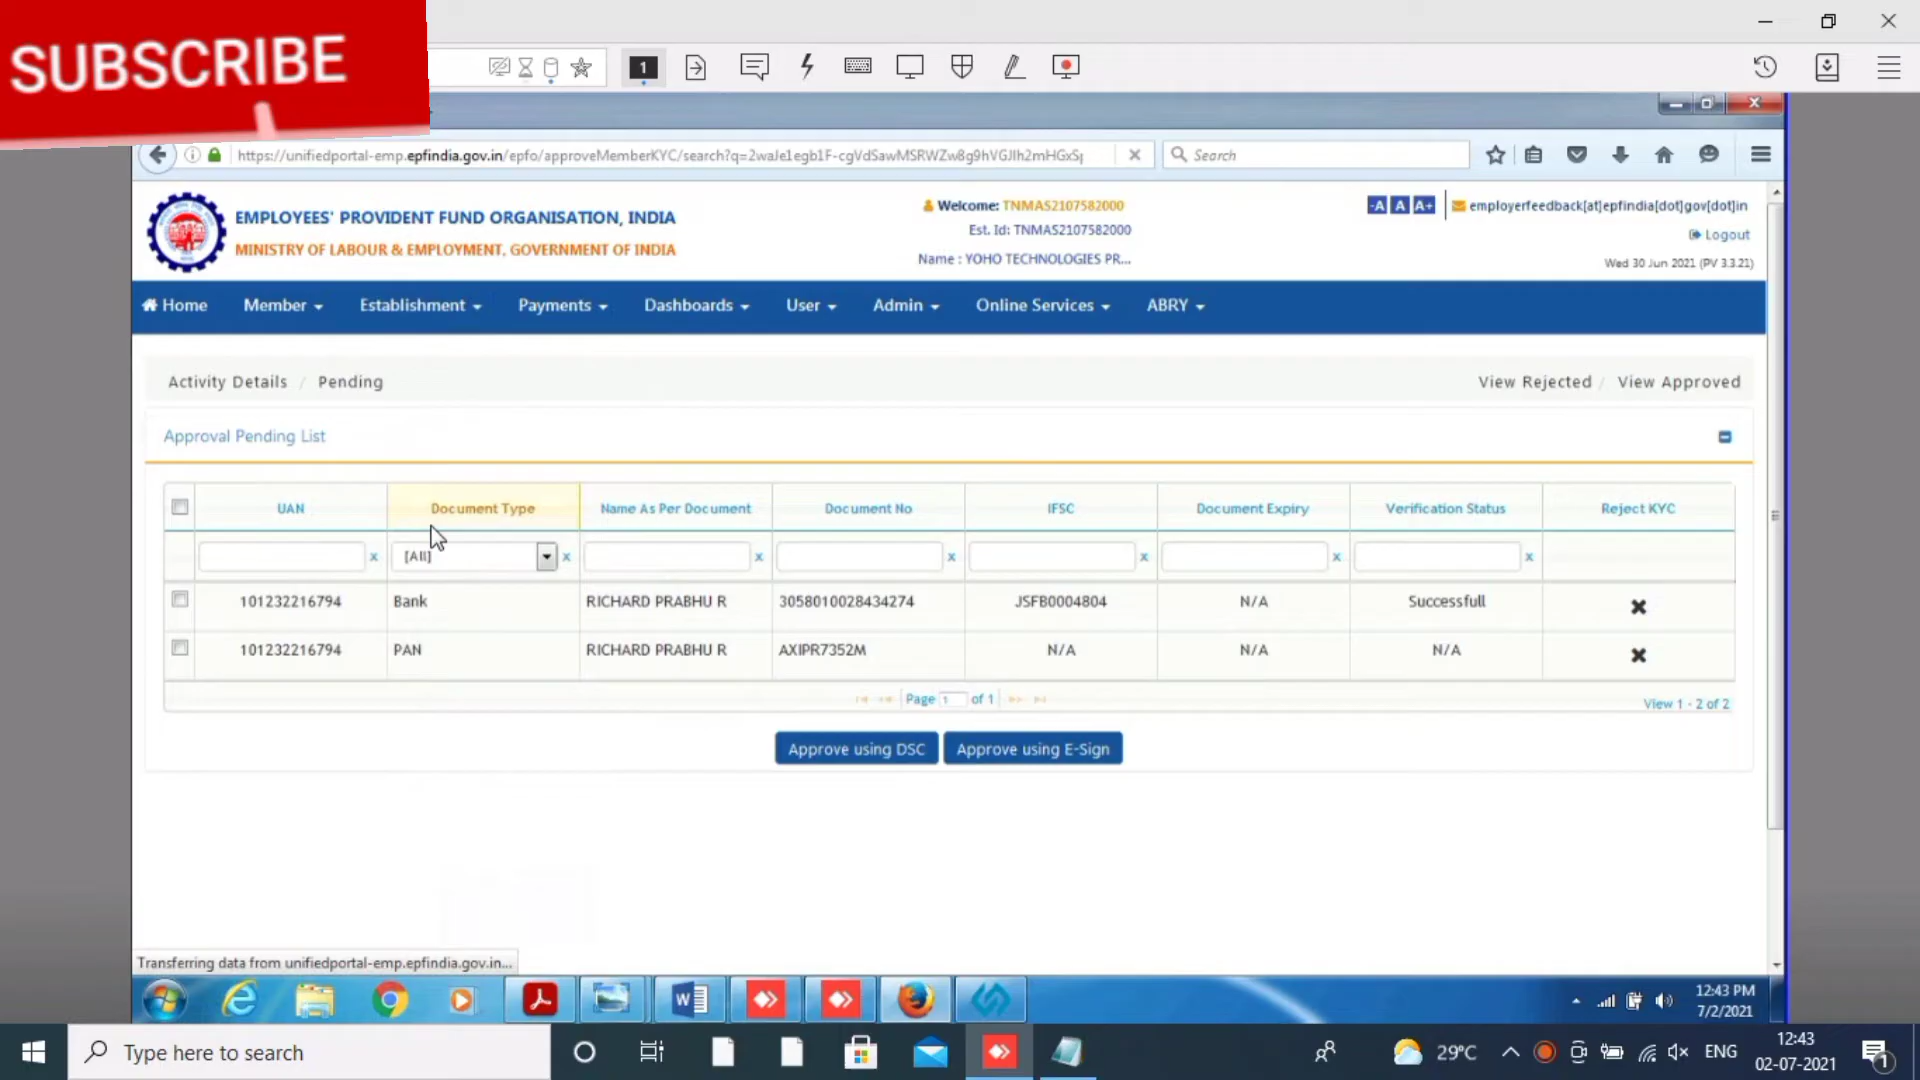 SUBSCRIBE
1
https://unifiedportal-emp.epfindia.gov.in/epfo/approveMemberKYC/search?q=2waJe1egb1F-cgVdSawMSRWZw8g9hVGJIh2mHGxSp
Search
EMPLOYEES' PROVIDENT FUND ORGANISATION, INDIA
MINISTRY OF LABOUR & EMPLOYMENT, GOVERNMENT OF INDIA
Welcome: TNMAS2107582000
Est. Id: TNMAS2107582000
Name : YOHO TECHNOLOGIES PR...
-A A A+ employerfeedback[at]epfindia[dot]gov[dot]in
Logout
Wed 30 Jun 2021 (PV 3.3.21)
Home Member Establishment Payments Dashboards User Admin Online Services ABRY
Activity Details / Pending View Rejected / View Approved
Approval Pending List
UAN Document Type Name As Per Document Document No IFSC Document Expiry Verification Status Reject KYC
x [All] x x x x x x
101232216794 Bank RICHARD PRABHU R 3058010028434274 JSFB0004804 N/A Successfull
101232216794 PAN RICHARD PRABHU R AXIPR7352M N/A N/A N/A
Page 1 of 1
View 1 - 2 of 2
Approve using DSC Approve using E-Sign
Transferring data from unifiedportal-emp.epfindia.gov.in...
12:43 PM
7/2/2021
Type here to search
29°C
ENG
12:43
02-07-2021
1